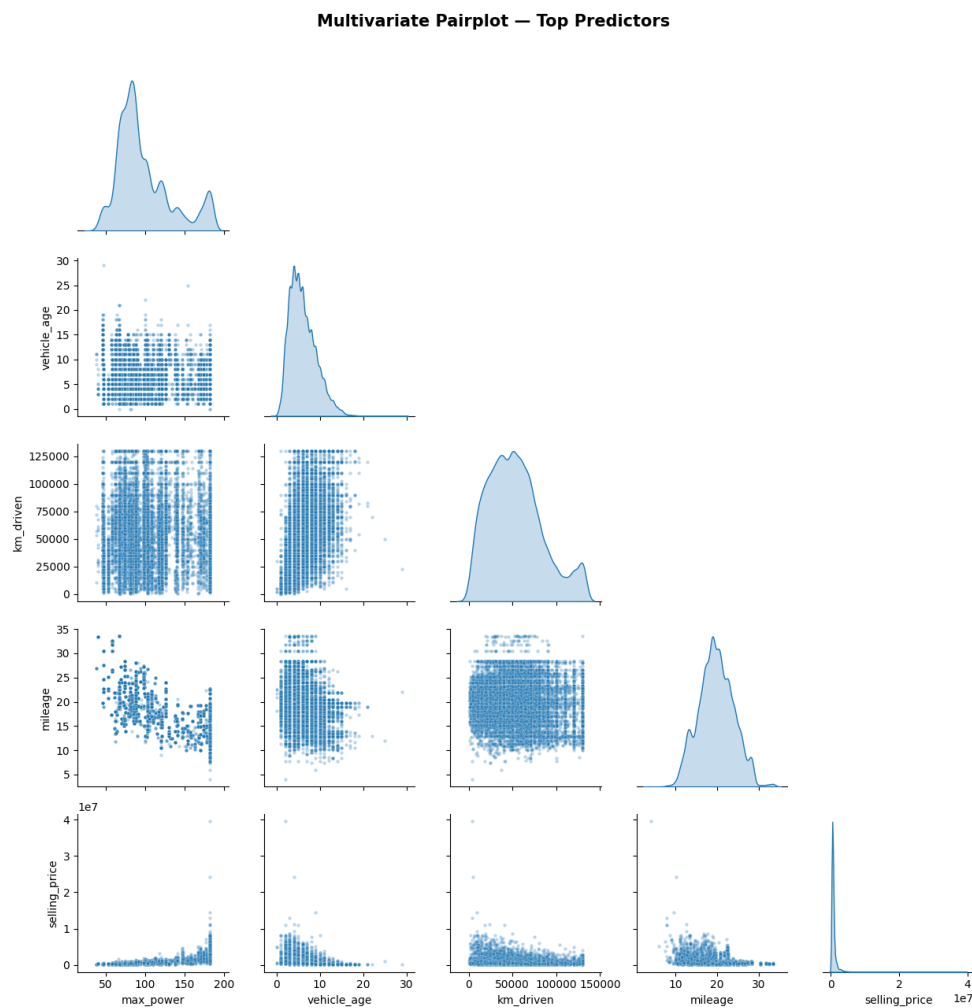 Multivariate Pairplot — Top Predictors
30
25
20
15
10
5
0
vehicle_age
125000
100000
75000
50000
25000
0
km_driven
35
30
25
20
15
10
5
mileage
1e7
4
3
2
1
0
selling_price
50 100 150 200
0 10 20 30
0 50000 100000 150000
10 20 30
0 2 4
1e7
max_power vehicle_age km_driven mileage selling_price